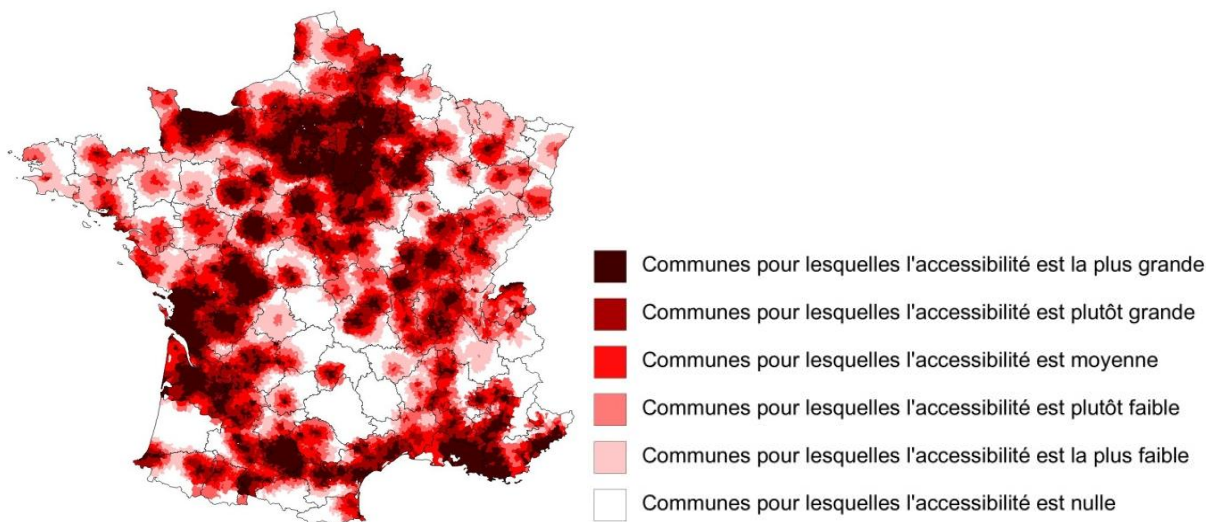 Communes pour lesquelles l'accessibilité est la plus grande
Communes pour lesquelles l'accessibilité est plutôt grande
Communes pour lesquelles l'accessibilité est moyenne
Communes pour lesquelles l'accessibilité est plutôt faible
Communes pour lesquelles l'accessibilité est la plus faible
Communes pour lesquelles l'accessibilité est nulle